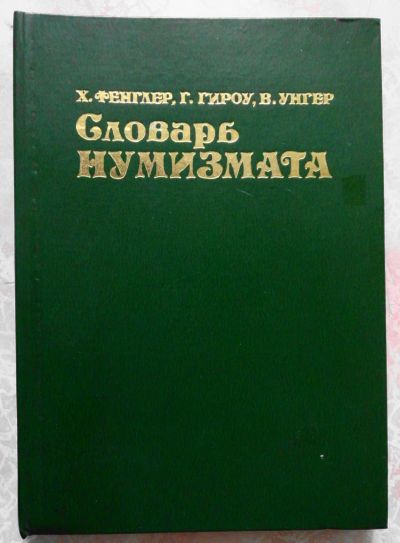 Х. ФЕНГЛЕР, Г. ГИРОУ, В. УНГЕР
Словарь
НУМИЗМАТА